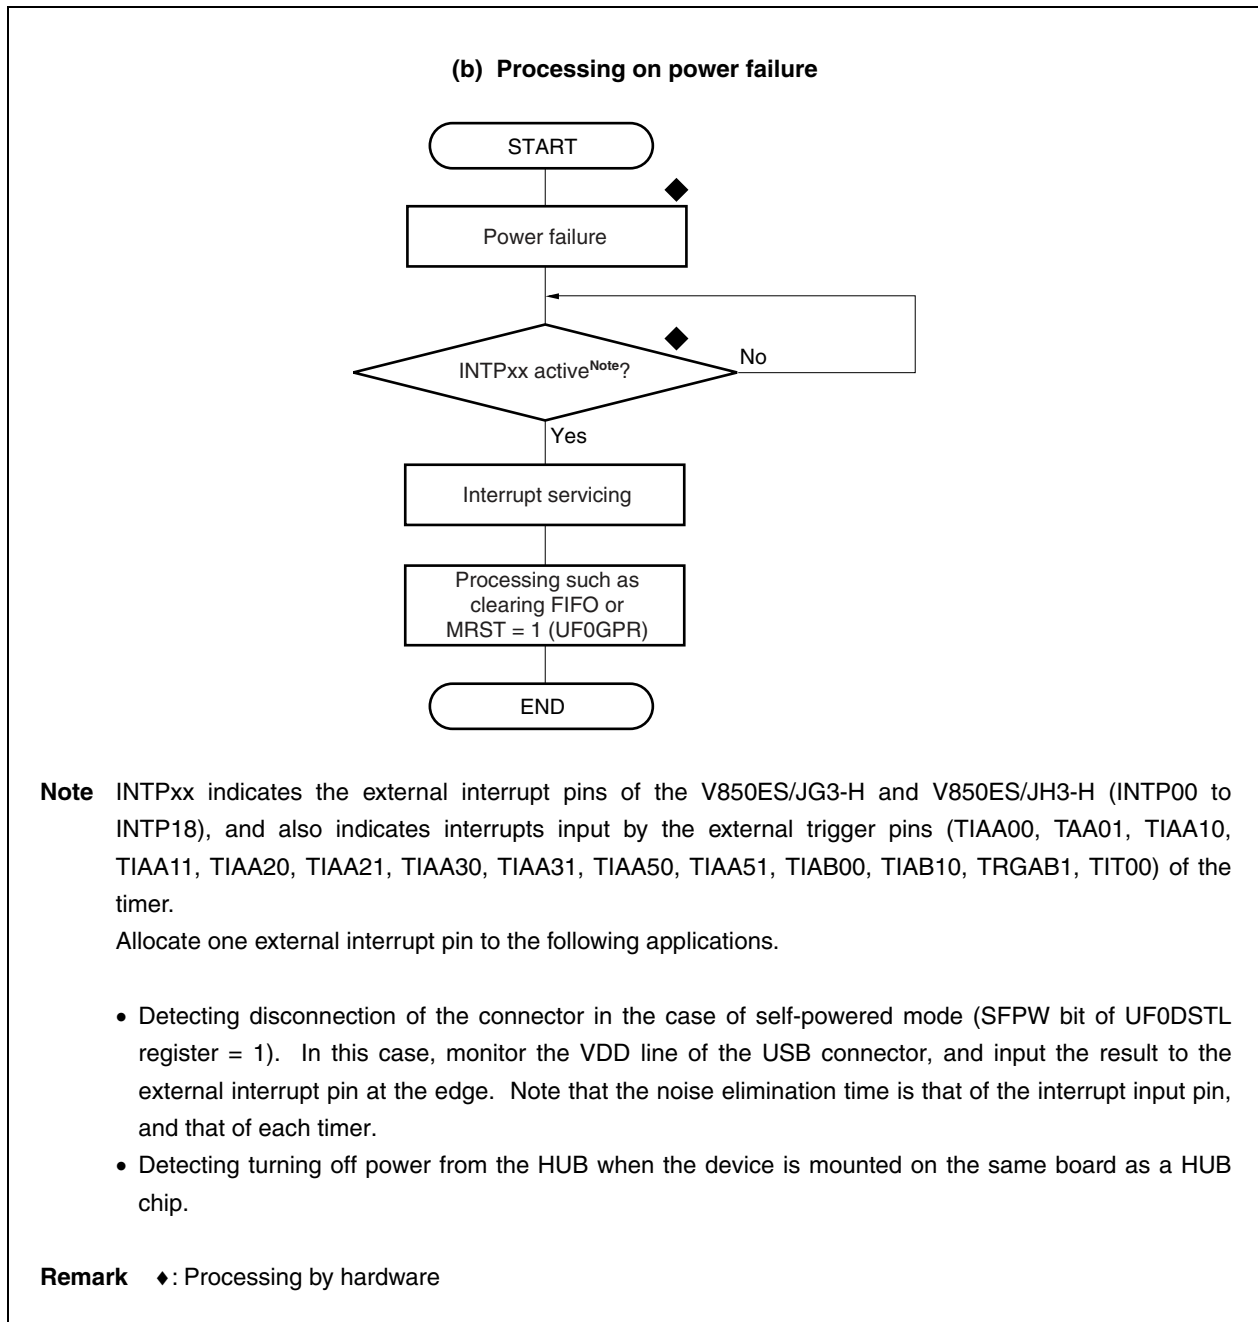 (b) Processing on power failure
START
Power failure
INTPxx active^Note?
No
Yes
Interrupt servicing
Processing such as
clearing FIFO or
MRST = 1 (UF0GPR)
END
Note INTPxx indicates the external interrupt pins of the V850ES/JG3-H and V850ES/JH3-H (INTP00 to
INTP18), and also indicates interrupts input by the external trigger pins (TIAA00, TAA01, TIAA10,
TIAA11, TIAA20, TIAA21, TIAA30, TIAA31, TIAA50, TIAA51, TIAB00, TIAB10, TRGAB1, TIT00) of the
timer.
Allocate one external interrupt pin to the following applications.
• Detecting disconnection of the connector in the case of self-powered mode (SFPW bit of UF0DSTL
register = 1). In this case, monitor the VDD line of the USB connector, and input the result to the
external interrupt pin at the edge. Note that the noise elimination time is that of the interrupt input pin,
and that of each timer.
• Detecting turning off power from the HUB when the device is mounted on the same board as a HUB
chip.
Remark ♦: Processing by hardware